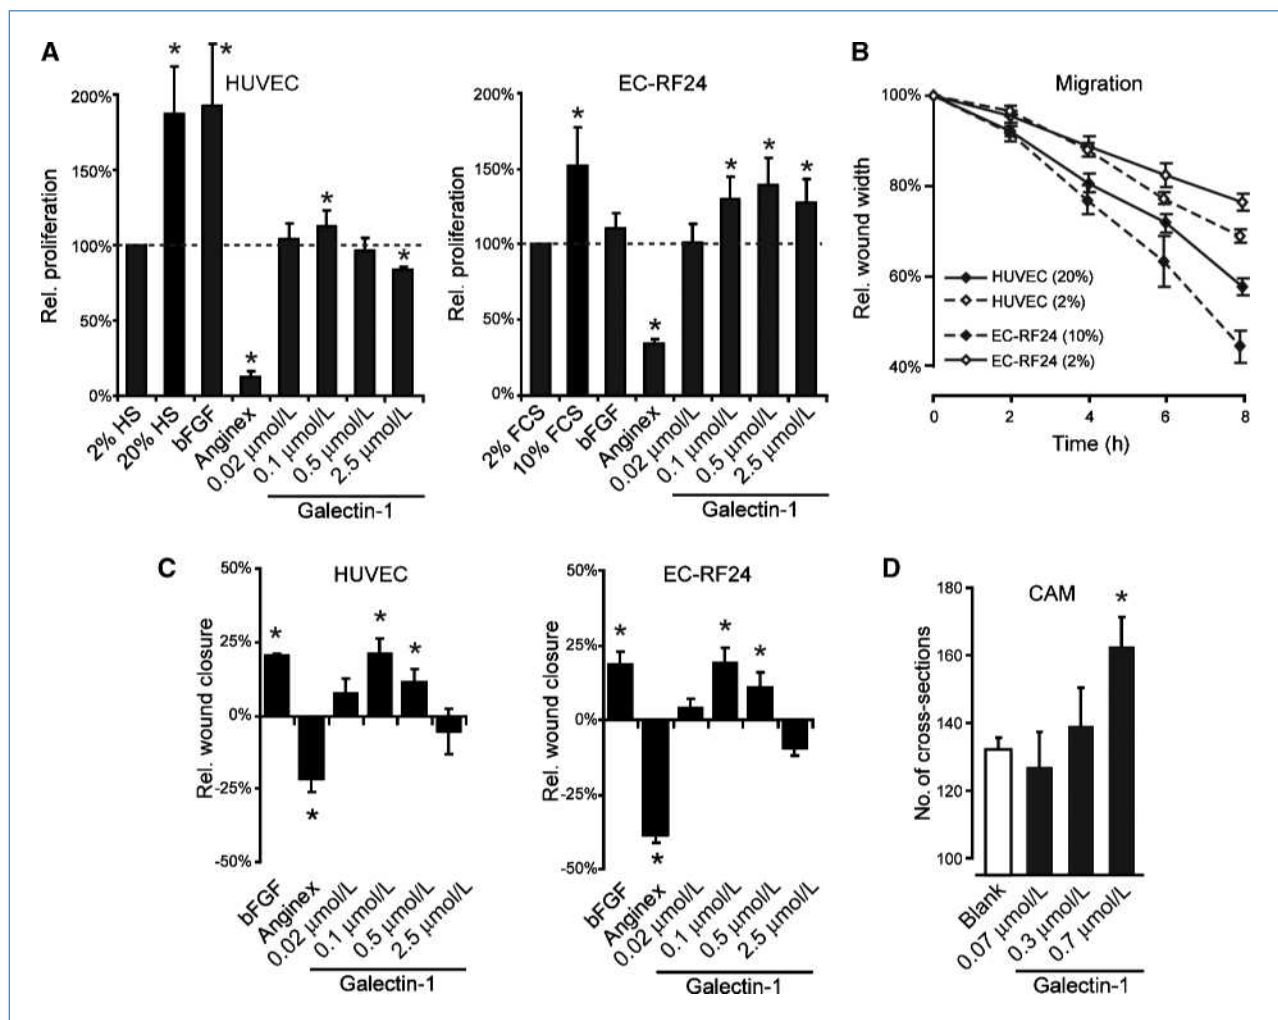 A
HUVEC
*
*
200%
150%
100%
50%
0%
Rel. proliferation
*
*
*
2% HS
20% HS
bFGF
Anginex
0.02 µmol/L
0.1 µmol/L
0.5 µmol/L
2.5 µmol/L
Galectin-1
EC-RF24
200%
150%
100%
50%
0%
Rel. proliferation
*
*
*
*
*
2% FCS
10% FCS
bFGF
Anginex
0.02 µmol/L
0.1 µmol/L
0.5 µmol/L
2.5 µmol/L
Galectin-1
B
Migration
100%
80%
60%
40%
Rel. wound width
HUVEC (20%)
HUVEC (2%)
EC-RF24 (10%)
EC-RF24 (2%)
0
2
4
6
8
Time (h)
C
HUVEC
50%
25%
0%
-25%
-50%
Rel. wound closure
*
*
*
*
bFGF
Anginex
0.02 µmol/L
0.1 µmol/L
0.5 µmol/L
2.5 µmol/L
Galectin-1
EC-RF24
50%
25%
0%
-25%
-50%
Rel. wound closure
*
*
*
*
bFGF
Anginex
0.02 µmol/L
0.1 µmol/L
0.5 µmol/L
2.5 µmol/L
Galectin-1
D
CAM
180
160
140
120
100
No. of cross-sections
*
Blank
0.07 µmol/L
0.3 µmol/L
0.7 µmol/L
Galectin-1